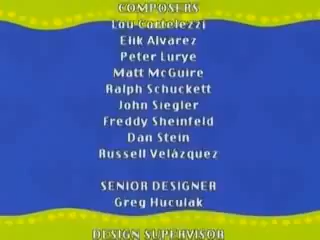 COMPOSERS
Lou Cortelezzi
Elik Alvarez
Peter Lurye
Matt McGuire
Ralph Schuckett
John Siegler
Freddy Sheinfeld
Dan Stein
Russell Velázquez
SENIOR DESIGNER
Greg Huculak
DESIGN SUPERVISOR